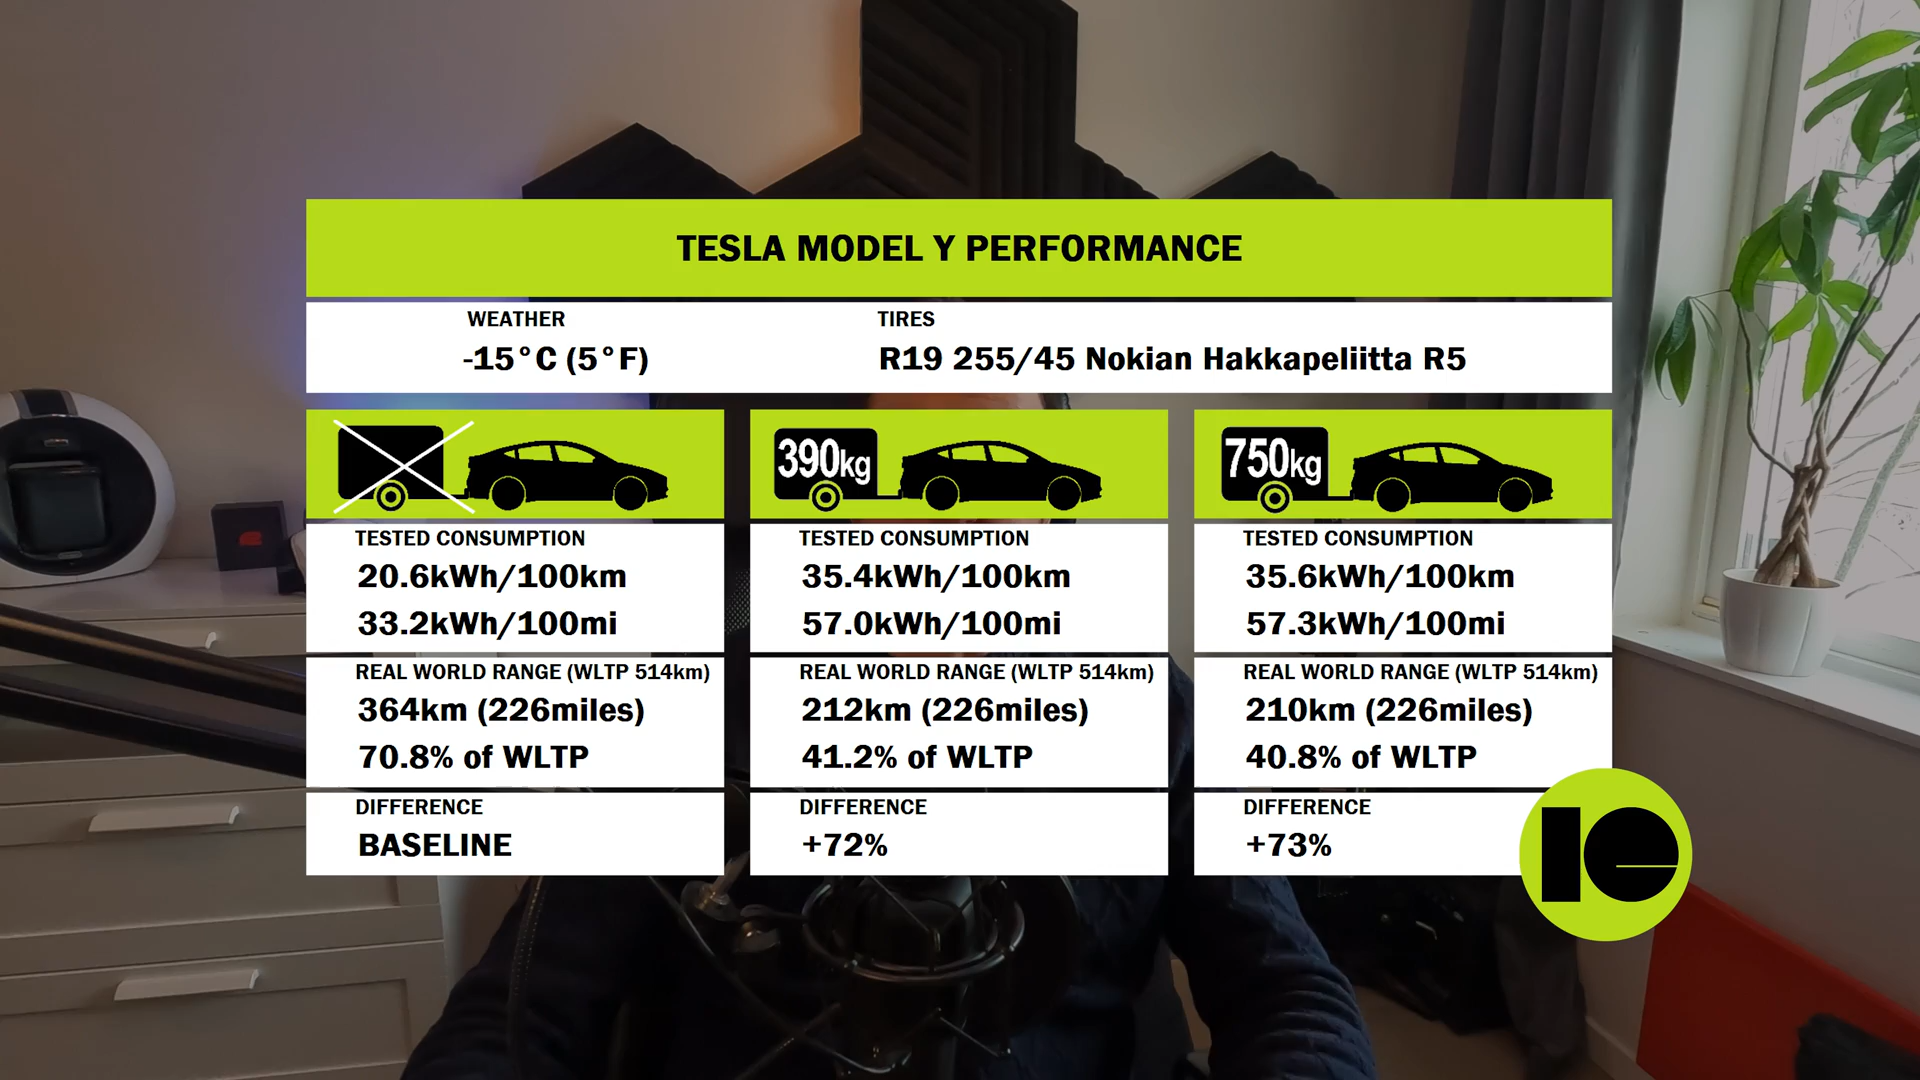 TESLA MODEL Y PERFORMANCE
WEATHER
-15°C (5°F)
TIRES
R19 255/45 Nokian Hakkapeliitta R5
TESTED CONSUMPTION
20.6kWh/100km
33.2kWh/100mi
REAL WORLD RANGE (WLTP 514km)
364km (226miles)
70.8% of WLTP
DIFFERENCE
BASELINE
390kg
TESTED CONSUMPTION
35.4kWh/100km
57.0kWh/100mi
REAL WORLD RANGE (WLTP 514km)
212km (226miles)
41.2% of WLTP
DIFFERENCE
+72%
750kg
TESTED CONSUMPTION
35.6kWh/100km
57.3kWh/100mi
REAL WORLD RANGE (WLTP 514km)
210km (226miles)
40.8% of WLTP
DIFFERENCE
+73%